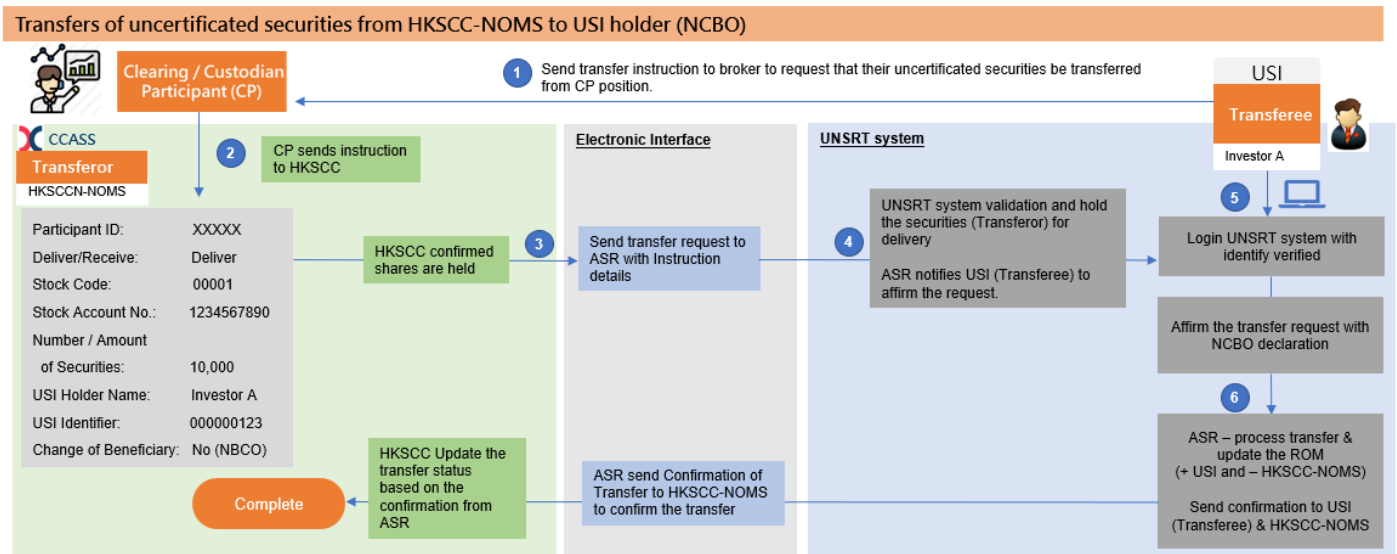 Transfers of uncertificated securities from HKSCC-NOMS to USI holder (NCBO)
Clearing / Custodian
Participant (CP)
1
Send transfer instruction to broker to request that their uncertificated securities be transferred
from CP position.
USI
Transferee
Investor A
CCASS
Transferor
HKSCCN-NOMS
2
CP sends instruction
to HKSCC
Electronic Interface
UNSRT system
Participant ID: XXXXX
Deliver/Receive: Deliver
Stock Code: 00001
Stock Account No.: 1234567890
Number / Amount
of Securities: 10,000
USI Holder Name: Investor A
USI Identifier: 000000123
Change of Beneficiary: No (NBCO)
HKSCC confirmed
shares are held
3
Send transfer request to
ASR with Instruction
details
4
UNSRT system validation and hold
the securities (Transferor) for
delivery
ASR notifies USI (Transferee) to
affirm the request.
5
Login UNSRT system with
identify verified
Affirm the transfer request with
NCBO declaration
6
ASR – process transfer &
update the ROM
(+ USI and – HKSCC-NOMS)
Send confirmation to USI
(Transferee) & HKSCC-NOMS
ASR send Confirmation of
Transfer to HKSCC-NOMS
to confirm the transfer
HKSCC Update the
transfer status
based on the
confirmation from
ASR
Complete